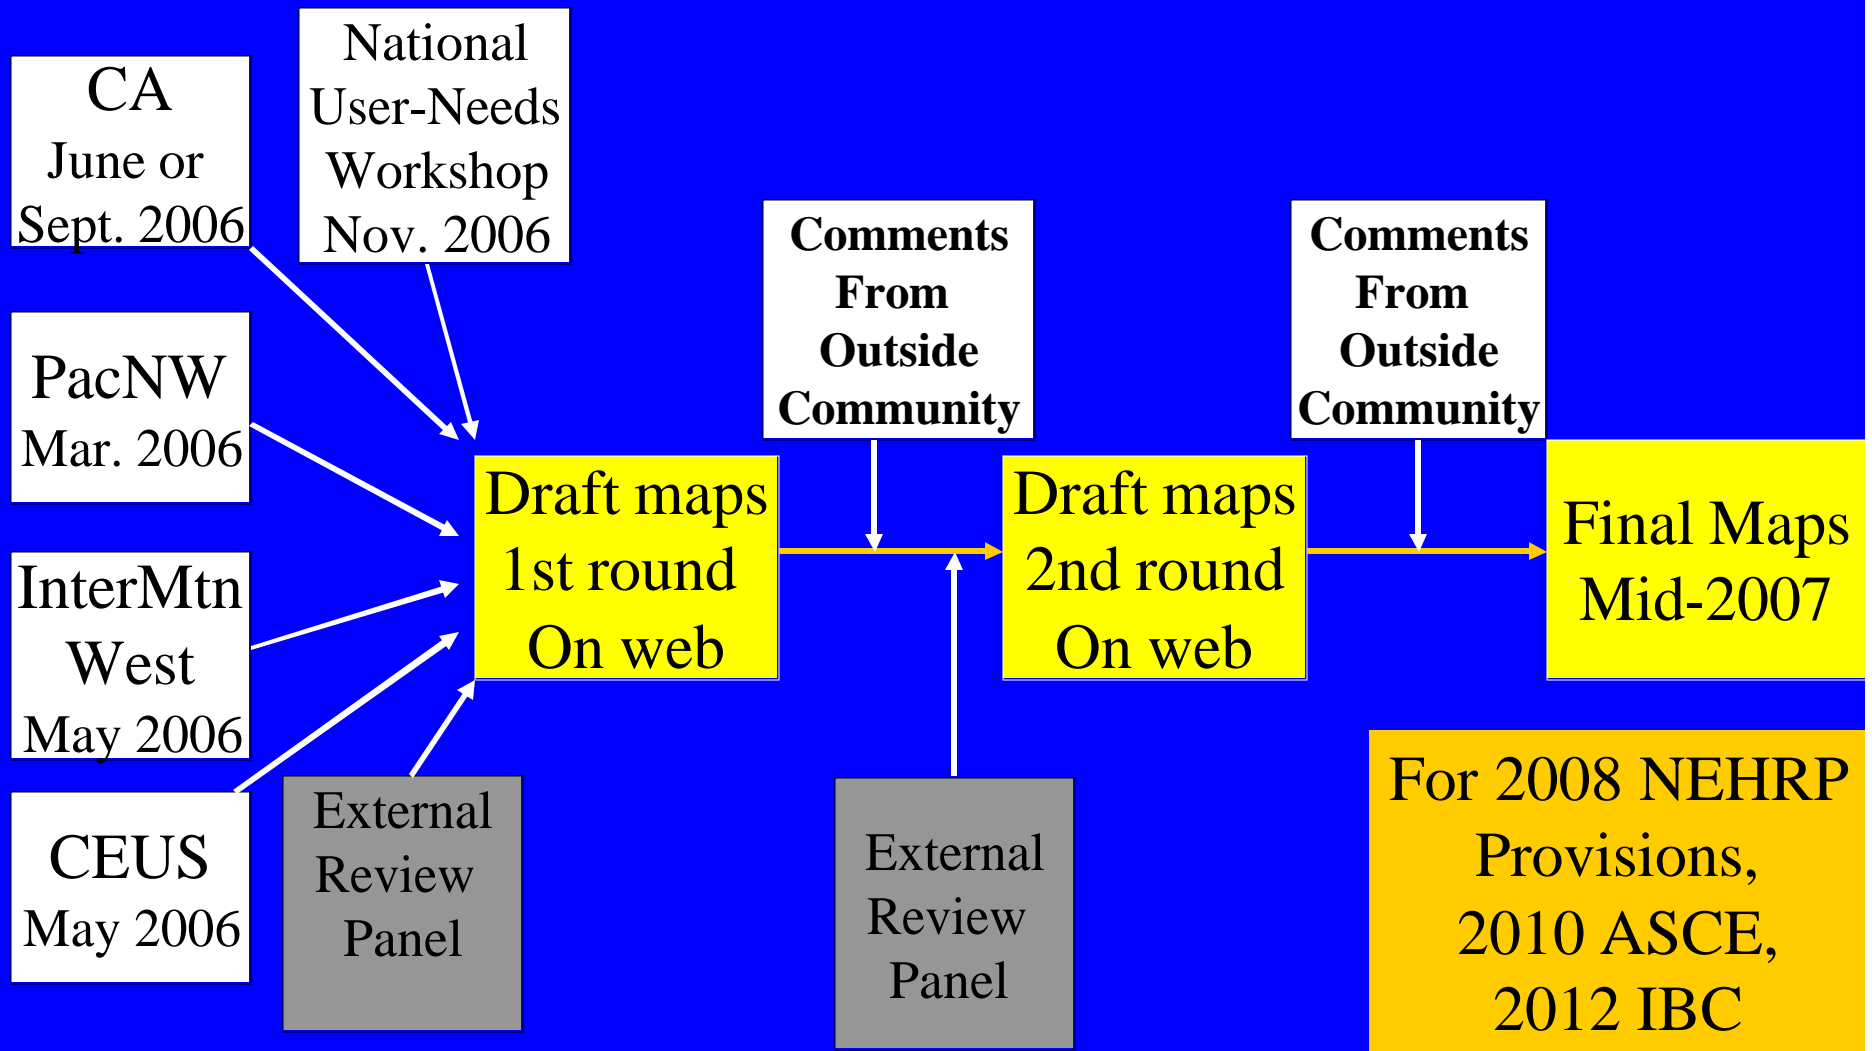 CA
June or
Sept. 2006
National
User-Needs
Workshop
Nov. 2006
PacNW
Mar. 2006
InterMtn
West
May 2006
CEUS
May 2006
External
Review
Panel
Draft maps
1st round
On web
Comments
From
Outside
Community
External
Review
Panel
Draft maps
2nd round
On web
Comments
From
Outside
Community
Final Maps
Mid-2007
For 2008 NEHRP
Provisions,
2010 ASCE,
2012 IBC